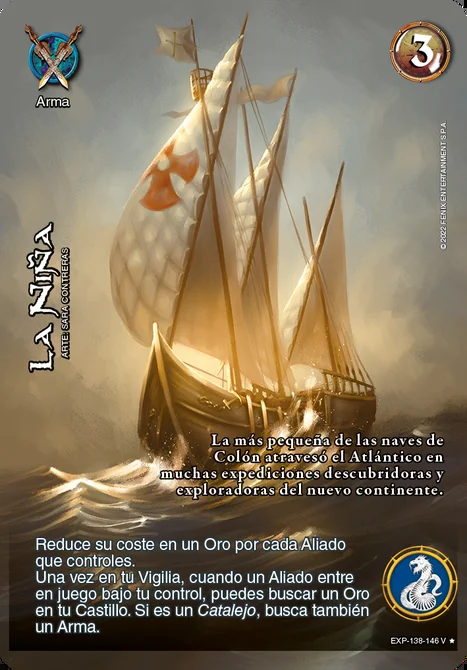 3
Arma
© 2022 FENIX ENTERTAINMENT S.P.A.
La Niña
ARTE: SARA CONTRERAS
La más pequeña de las naves de
Colón atravesó el Atlántico en
muchas expediciones descubridoras y
exploradoras del nuevo continente.
Reduce su coste en un Oro por cada Aliado
que controles.
Una vez en tu Vigilia, cuando un Aliado entre
en juego bajo tu control, puedes buscar un Oro
en tu Castillo. Si es un Catalejo, busca también
un Arma.
EXP-138-146 V ★